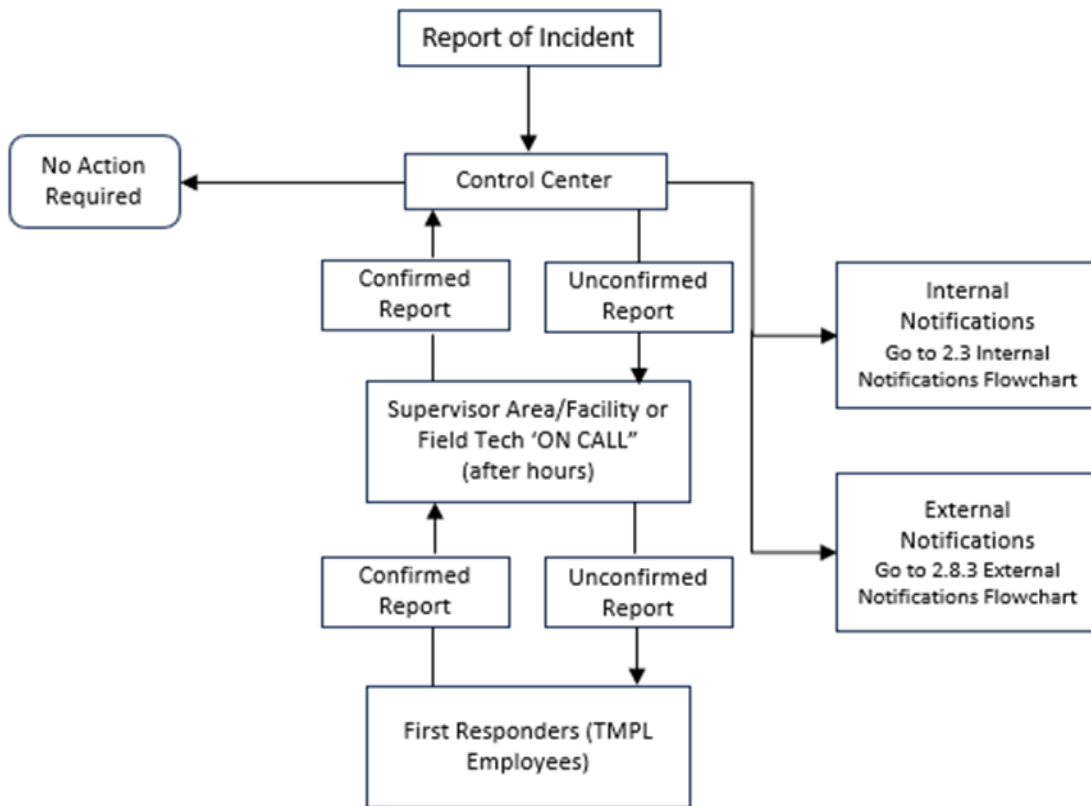 Report of Incident
No Action
Required
Control Center
Confirmed
Report
Unconfirmed
Report
Internal
Notifications
Go to 2.3 Internal
Notifications Flowchart
Supervisor Area/Facility or
Field Tech ‘ON CALL”
(after hours)
External
Notifications
Go to 2.8.3 External
Notifications Flowchart
Confirmed
Report
Unconfirmed
Report
First Responders (TMPL
Employees)